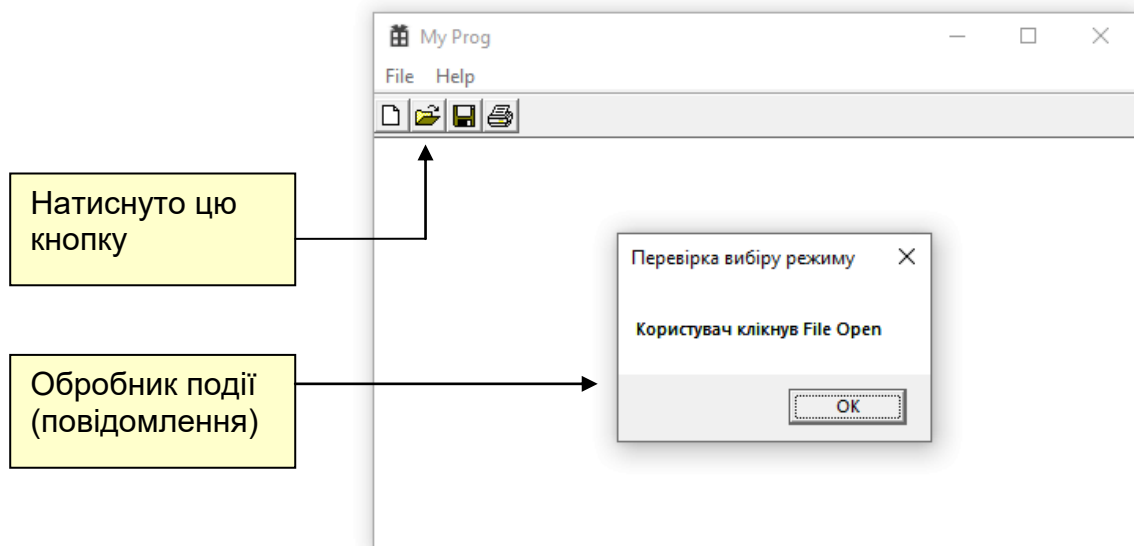 My Prog
File Help
Натиснуто цю
кнопку
Перевірка вибіру режиму
Користувач клікнув File Open
OK
Обробник події
(повідомлення)